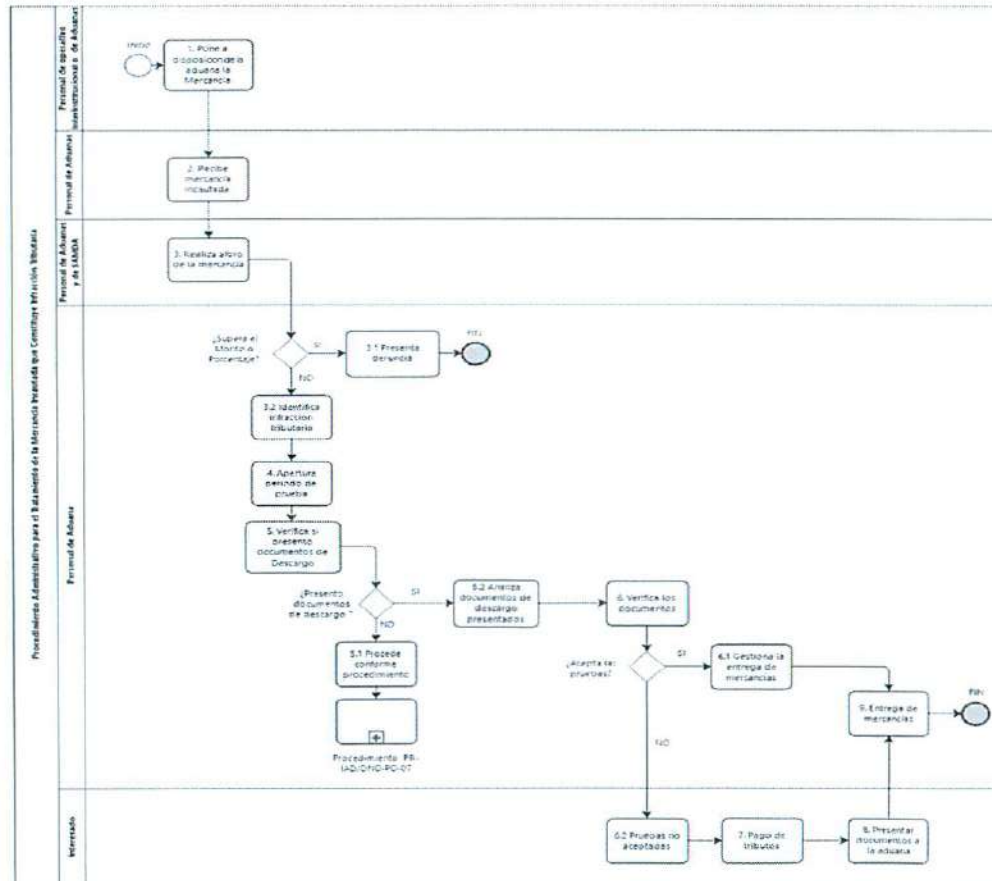 Procedimiento Administrativo para el Tratamiento de la Mercancía Incautada que Constituye Infracción Tributaria
Personal de operativo
Interinstitucional o de Aduanas
Inicio
1. Pone a
disposición de la
aduana la
Mercancía
Personal de Aduanas
2. Recibe
mercancía
incautada
Personal de Aduanas
y de SAMDA
3. Realiza aforo
de la mercancía
Personal de Aduana
¿Supera el
Monto o
Porcentaje?
SI
3.1 Presenta
denuncia
FIN
NO
3.2 Identifica
infracción
tributaria
4. Apertura
periodo de
prueba
5. Verifica si
presento
documentos de
Descargo
¿Presento
documentos
de descargo?
SI
5.2 Analiza
documentos de
descargo
presentados
6. Verifica los
documentos
NO
5.1 Procede
conforme
procedimiento
Procedimiento PR-
¿Acepta las
pruebas?
SI
6.1 Gestiona la
entrega de
mercancías
9. Entrega de
mercancías
FIN
NO
Interesado
6.2 Pruebas no
aceptadas
7. Pago de
tributos
8. Presentar
documentos a
la aduana